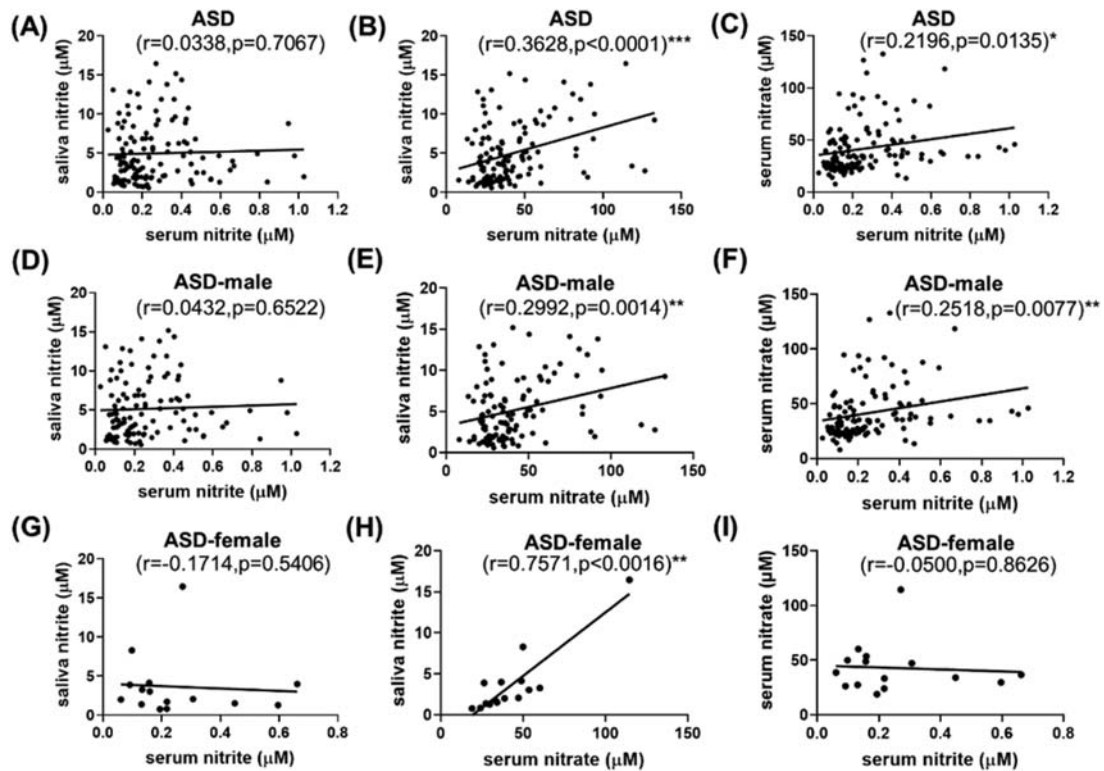 (A)
ASD
(r=0.0338,p=0.7067)
saliva nitrite (μM)
20
15
10
5
0
0.0 0.2 0.4 0.6 0.8 1.0 1.2
serum nitrite (μM)
(B)
ASD
(r=0.3628,p<0.0001)***
saliva nitrite (μM)
20
15
10
5
0
0 50 100 150
serum nitrate (μM)
(C)
ASD
(r=0.2196,p=0.0135)*
serum nitrate (μM)
150
100
50
0
0.0 0.2 0.4 0.6 0.8 1.0 1.2
serum nitrite (μM)
(D)
ASD-male
(r=0.0432,p=0.6522)
saliva nitrite (μM)
20
15
10
5
0
0.0 0.2 0.4 0.6 0.8 1.0 1.2
serum nitrite (μM)
(E)
ASD-male
(r=0.2992,p=0.0014)**
saliva nitrite (μM)
20
15
10
5
0
0 50 100 150
serum nitrate (μM)
(F)
ASD-male
(r=0.2518,p=0.0077)**
serum nitrate (μM)
150
100
50
0
0.0 0.2 0.4 0.6 0.8 1.0 1.2
serum nitrite (μM)
(G)
ASD-female
(r=-0.1714,p=0.5406)
saliva nitrite (μM)
20
15
10
5
0
0.0 0.2 0.4 0.6 0.8
serum nitrite (μM)
(H)
ASD-female
(r=0.7571,p<0.0016)**
saliva nitrite (μM)
20
15
10
5
0
0 50 100 150
serum nitrate (μM)
(I)
ASD-female
(r=-0.0500,p=0.8626)
serum nitrate (μM)
150
100
50
0
0.0 0.2 0.4 0.6 0.8
serum nitrite (μM)